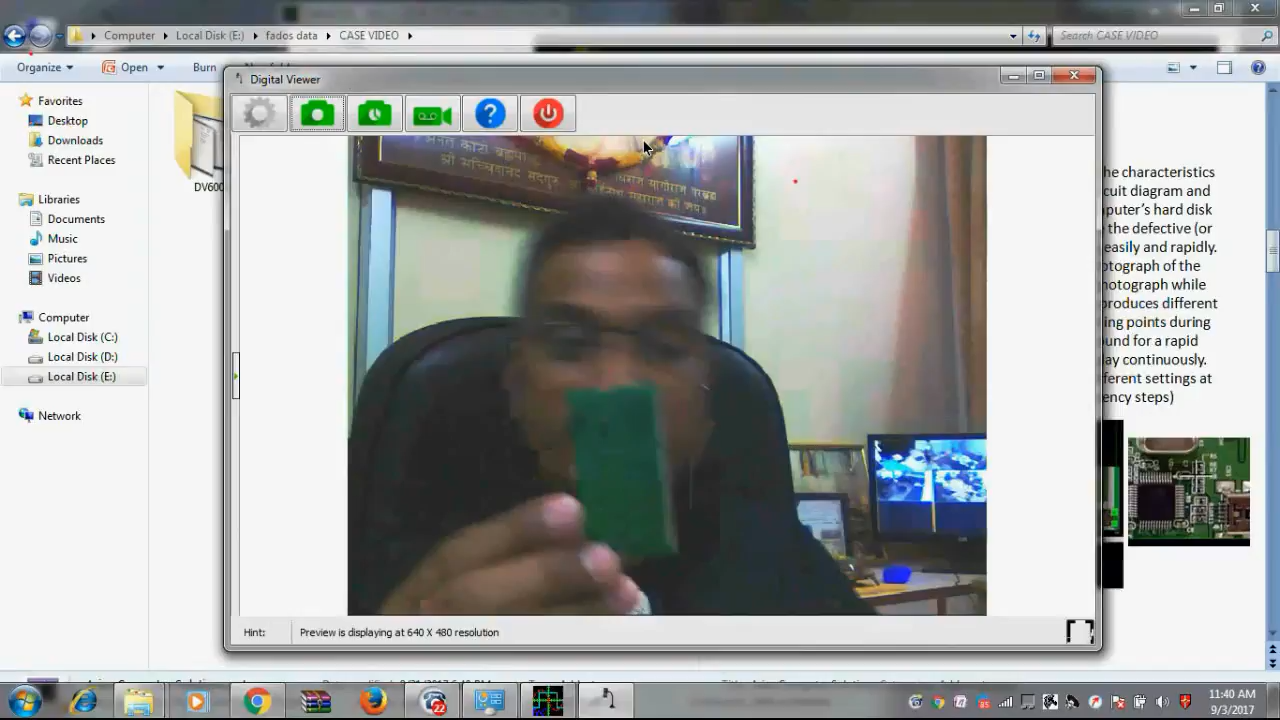 Computer
Local Disk (E:)
fados data
CASE VIDEO
Search CASE VIDEO
Organize
Open
Burn
Digital Viewer
Favorites
Desktop
Downloads
Recent Places
Libraries
Documents
Music
Pictures
Videos
Computer
Local Disk (C:)
Local Disk (D:)
Local Disk (E:)
Network
DV600
he characteristics
cuit diagram and
puter's hard disk
the defective (or
easily and rapidly.
otograph of the
hotograph while
produces different
ing points during
ound for a rapid
ay continuously.
fferent settings at
ency steps)
Hint:
Preview is displaying at 640 X 480 resolution
22
11:40 AM
9/3/2017